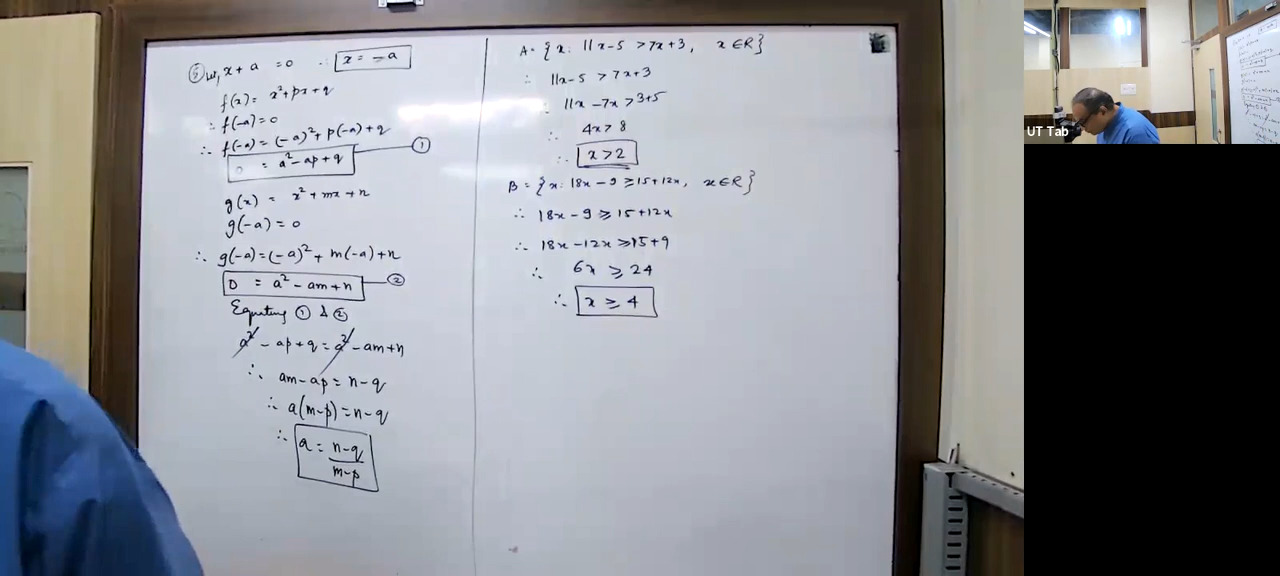 ⑤ Let, x + a = 0 ∴ x = -a
f(x) = x² + px + q
∴ f(-a) = 0
∴ f(-a) = (-a)² + p(-a) + q
0 = a² - ap + q ①
g(x) = x² + mx + n
g(-a) = 0
∴ g(-a) = (-a)² + m(-a) + n
0 = a² - am + n ②
Equating ① & ②
a² - ap + q = a² - am + n
∴ am - ap = n - q
∴ a(m-p) = n - q
∴ a = n-q / m-p
A = {x : 11x - 5 > 7x + 3, x ∈ R}
∴ 11x - 5 > 7x + 3
∴ 11x - 7x > 3 + 5
∴ 4x > 8
∴ x > 2
B = {x : 18x - 9 ≥ 15 + 12x, x ∈ R}
∴ 18x - 9 ≥ 15 + 12x
∴ 18x - 12x ≥ 15 + 9
∴ 6x ≥ 24
∴ x ≥ 4
UT Tab